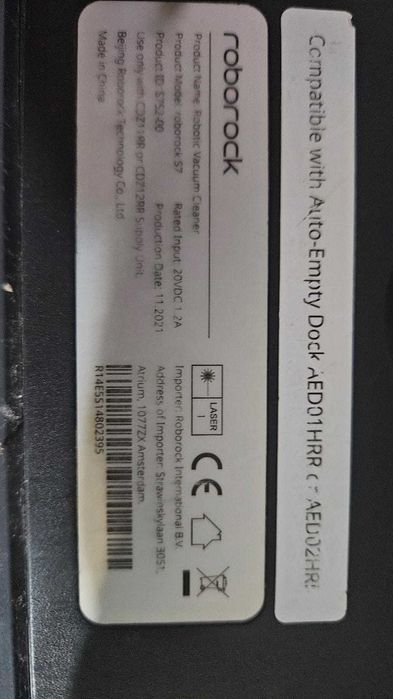 Compatible with Auto-Empty Dock AED01HRR or AED02HRR
roborock
Product Name: Robotic Vacuum Cleaner
Product Model: roborock S7 Rated Input: 20VDC 1.2A
Product ID: S752-00 Production Date: 11.2021
Use only with CDZ11RR or CDZ12RR Supply Unit.
Beijing Roborock Technology Co., Ltd.
Made in China
LASER
1
CE
Importer: Roborock International B.V.
Address of Importer: Strawinskylaan 3051,
Atrium, 1077ZX Amsterdam.
R14E5S14802395